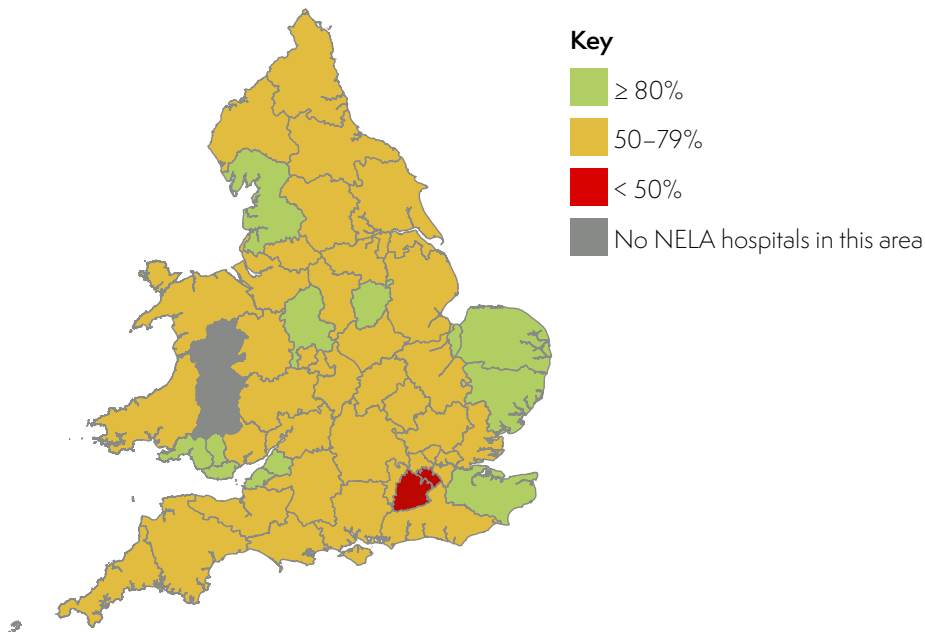 Key
≥ 80%
50–79%
< 50%
No NELA hospitals in this area